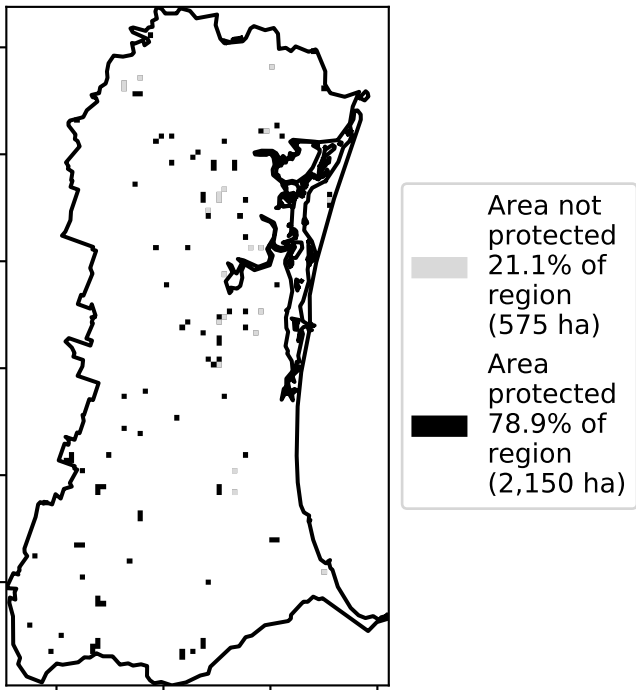 Area not
protected
21.1% of
region
(575 ha)
Area
protected
78.9% of
region
(2,150 ha)